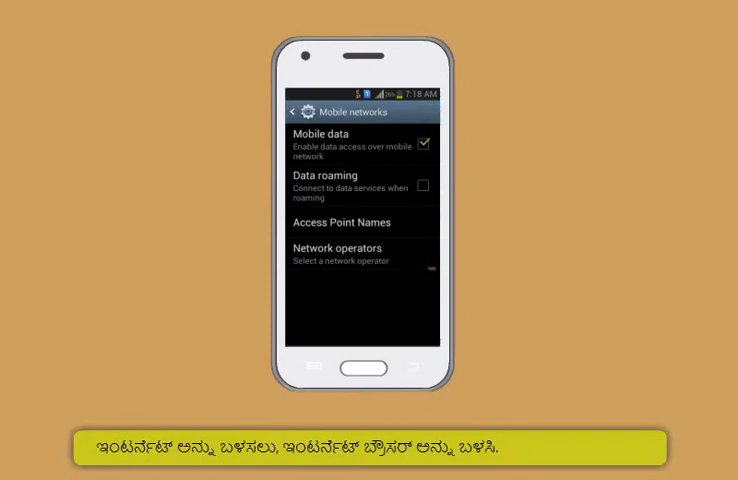 26% 7:18 AM
Mobile networks
Mobile data
Enable data access over mobile
network
Data roaming
Connect to data services when
roaming
Access Point Names
Network operators
Select a network operator
ಇಂಟರ್ನೆಟ್ ಅನ್ನು ಬಳಸಲು, ಇಂಟರ್ನೆಟ್ ಬ್ರೌಸರ್ ಅನ್ನು ಬಳಸಿ.